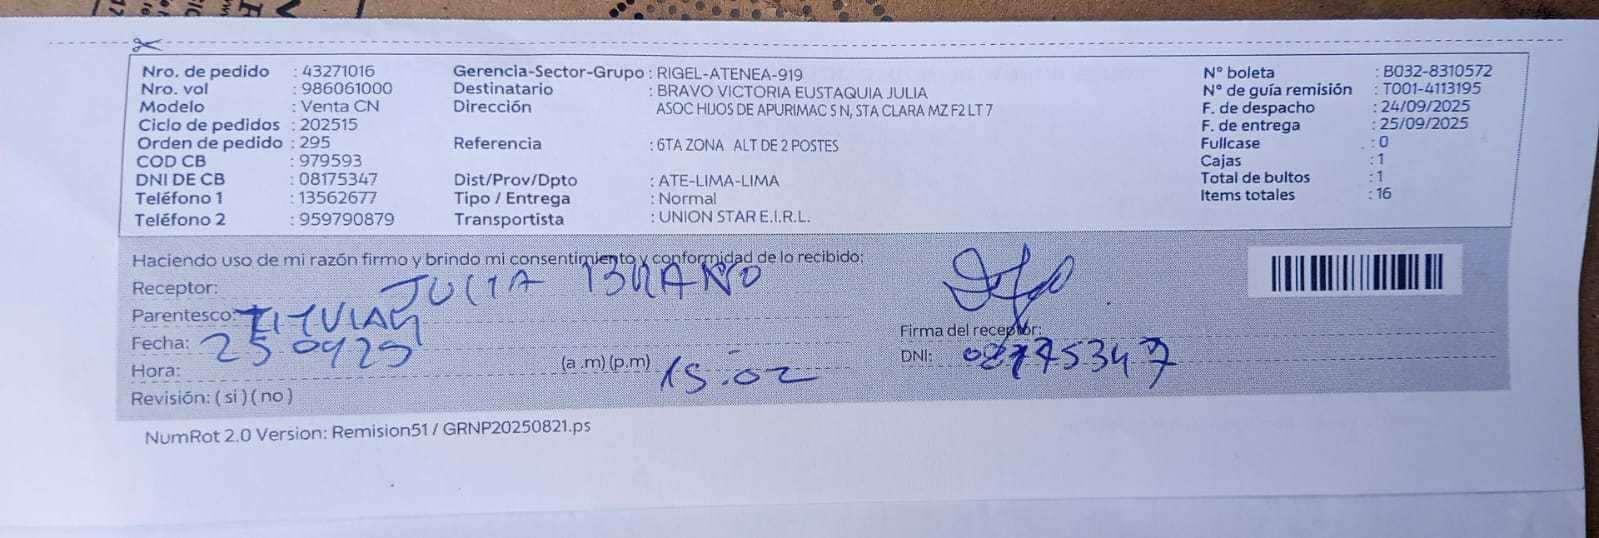 Nro. de pedido : 43271016
Nro. vol : 986061000
Modelo : Venta CN
Ciclo de pedidos : 202515
Orden de pedido : 295
COD CB : 979593
DNI DE CB : 08175347
Teléfono 1 : 13562677
Teléfono 2 : 959790879
Gerencia-Sector-Grupo : RIGEL-ATENEA-919
Destinatario : BRAVO VICTORIA EUSTAQUIA JULIA
Dirección : ASOC HIJOS DE APURIMAC S N, STA CLARA MZ F2 LT 7
Referencia : 6TA ZONA ALT DE 2 POSTES
Dist/Prov/Dpto : ATE-LIMA-LIMA
Tipo / Entrega : Normal
Transportista : UNION STAR E.I.R.L.
N° boleta : B032-8310572
N° de guía remisión : T001-4113195
F. de despacho : 24/09/2025
F. de entrega : 25/09/2025
Fullcase : 0
Cajas : 1
Total de bultos : 1
Items totales : 16
Haciendo uso de mi razón firmo y brindo mi consentimiento y conformidad de lo recibido:
Receptor: JULIA
Parentesco: TITULAR
Fecha: 25 09 25
Hora: (a .m) (p.m) 15:02
Revisión: ( si ) ( no )
Firma del receptor:
DNI: 08175347
NumRot 2.0 Version: Remision51 / GRNP20250821.ps